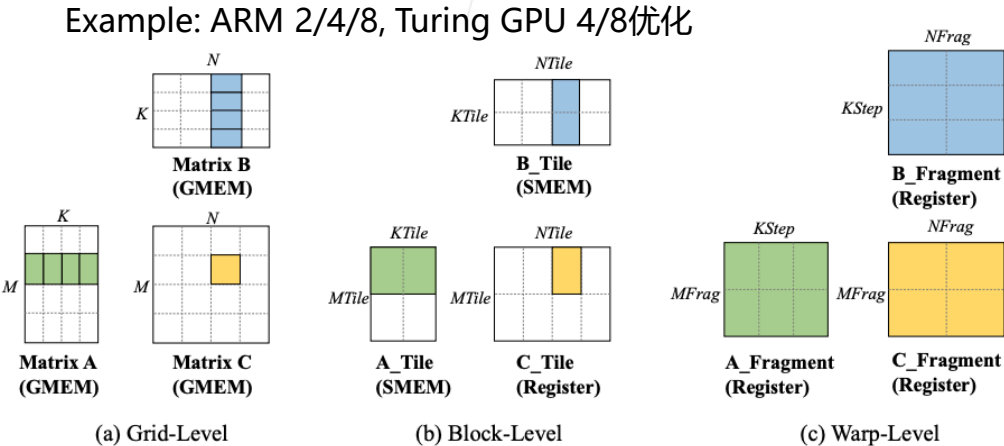 Example: ARM 2/4/8, Turing GPU 4/8优化
N
K
Matrix B
(GMEM)
K
M
Matrix A
(GMEM)
N
M
Matrix C
(GMEM)
(a) Grid-Level
NTile
KTile
B_Tile
(SMEM)
KTile
MTile
A_Tile
(SMEM)
NTile
MTile
C_Tile
(Register)
(b) Block-Level
NFrag
KStep
B_Fragment
(Register)
KStep
MFrag
A_Fragment
(Register)
NFrag
MFrag
C_Fragment
(Register)
(c) Warp-Level